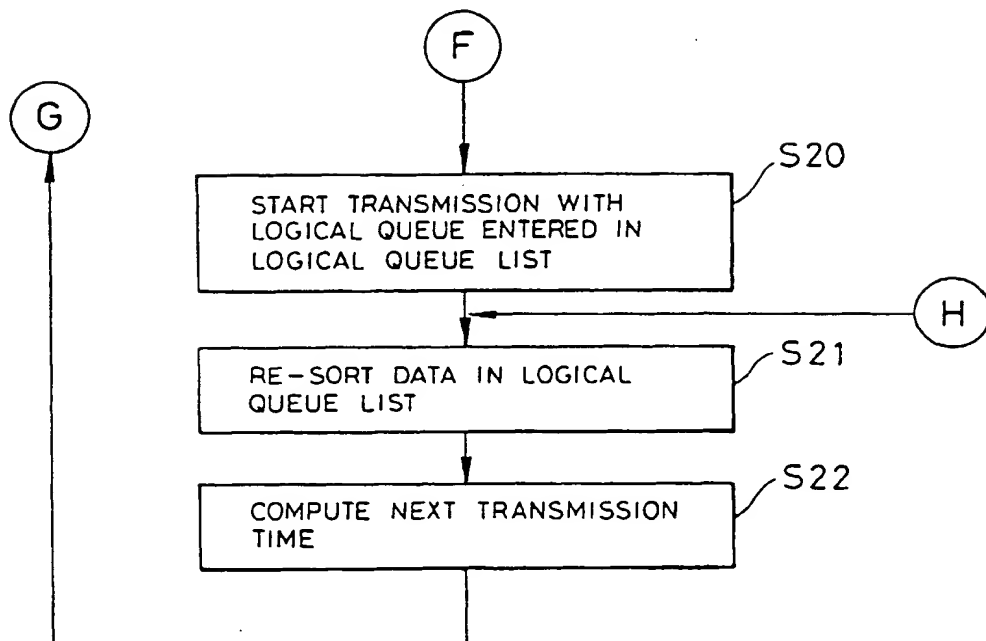 F
G
S20
START TRANSMISSION WITH
LOGICAL QUEUE ENTERED IN
LOGICAL QUEUE LIST
H
S21
RE-SORT DATA IN LOGICAL
QUEUE LIST
S22
COMPUTE NEXT TRANSMISSION
TIME